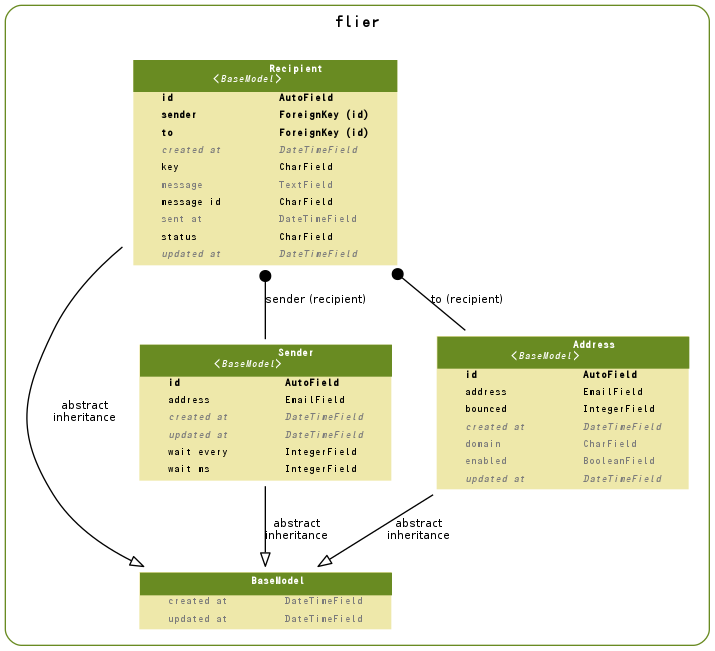 flier
Recipient
<BaseModel>
id AutoField
sender ForeignKey (id)
to ForeignKey (id)
created at DateTimeField
key CharField
message TextField
message id CharField
sent at DateTimeField
status CharField
updated at DateTimeField
sender (recipient)
to (recipient)
Sender
<BaseModel>
id AutoField
address EmailField
created at DateTimeField
updated at DateTimeField
wait every IntegerField
wait ms IntegerField
Address
<BaseModel>
id AutoField
address EmailField
bounced IntegerField
created at DateTimeField
domain CharField
enabled BooleanField
updated at DateTimeField
abstract
inheritance
abstract
inheritance
abstract
inheritance
BaseModel
created at DateTimeField
updated at DateTimeField